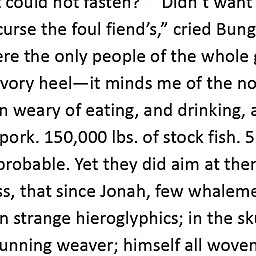 could not fasten?” “Didn’t want
curse the foul fiend’s,” cried Bung
ere the only people of the whole
vory heel—it minds me of the no
n weary of eating, and drinking, a
pork. 150,000 lbs. of stock fish. 5
probable. Yet they did aim at ther
ss, that since Jonah, few whaleme
n strange hieroglyphics; in the sk
unning weaver; himself all woven